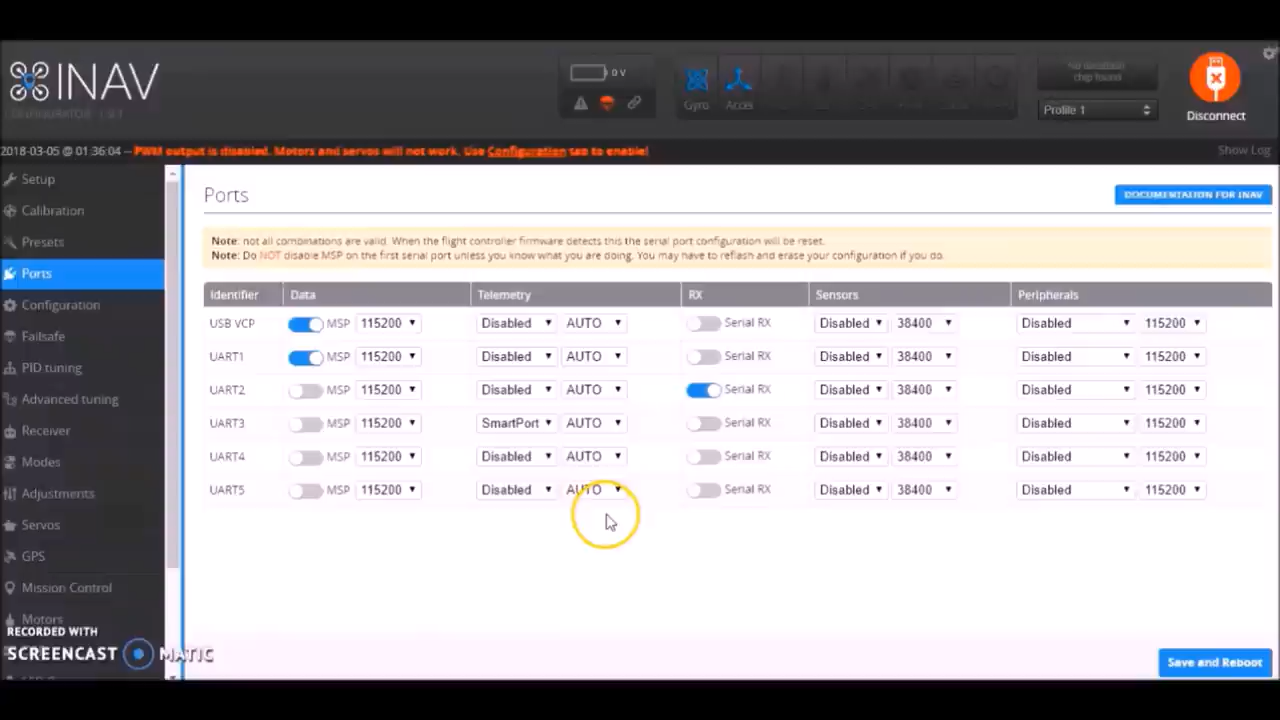 INAV
0 V
Gyro Accel
chip found
Profile 1
Disconnect
2018-03-05 @ 01:36:04 -- PWM output is disabled. Motors and servos will not work. Use Configuration tab to enable!
Show Log
Setup
Calibration
Presets
Ports
Configuration
Failsafe
PID tuning
Advanced tuning
Receiver
Modes
Adjustments
Servos
GPS
Mission Control
Motors
RECORDED WITH
SCREENCAST MATIC
Ports
DOCUMENTATION FOR INAV
Note: not all combinations are valid. When the flight controller firmware detects this the serial port configuration will be reset.
Note: Do NOT disable MSP on the first serial port unless you know what you are doing. You may have to reflash and erase your configuration if you do.
Identifier Data Telemetry RX Sensors Peripherals
USB VCP MSP 115200 Disabled AUTO Serial RX Disabled 38400 Disabled 115200
UART1 MSP 115200 Disabled AUTO Serial RX Disabled 38400 Disabled 115200
UART2 MSP 115200 Disabled AUTO Serial RX Disabled 38400 Disabled 115200
UART3 MSP 115200 SmartPort AUTO Serial RX Disabled 38400 Disabled 115200
UART4 MSP 115200 Disabled AUTO Serial RX Disabled 38400 Disabled 115200
UART5 MSP 115200 Disabled AUTO Serial RX Disabled 38400 Disabled 115200
Save and Reboot